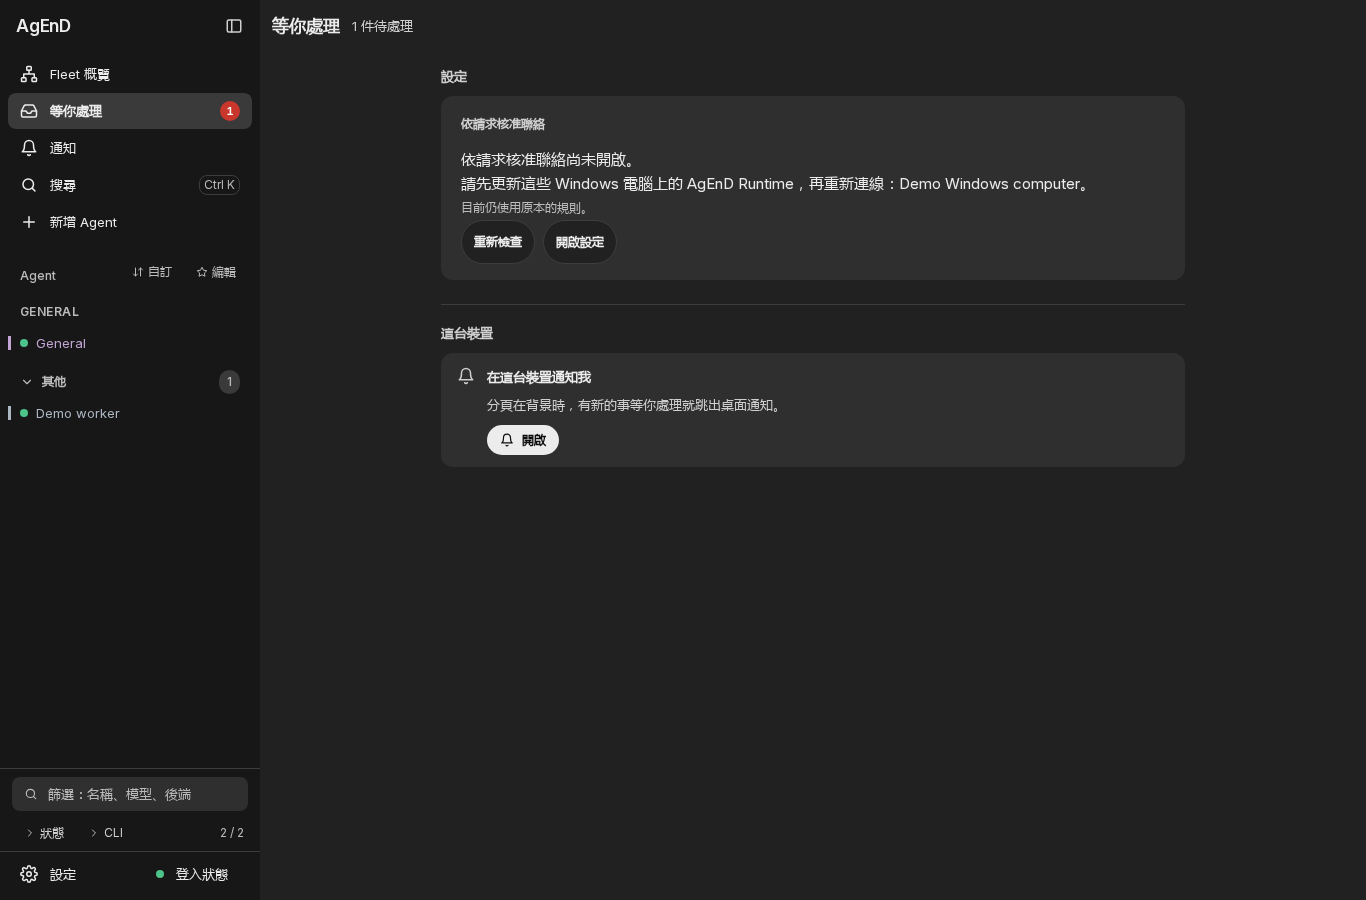 AgEnD
Fleet 概覽
等你處理
1
通知
搜尋
Ctrl K
新增 Agent
Agent
自訂
編輯
GENERAL
General
其他
1
Demo worker
篩選：名稱、模型、後端
狀態
CLI
2 / 2
設定
登入狀態
等你處理
1 件待處理
設定
依請求核准聯絡
依請求核准聯絡尚未開啟。
請先更新這些 Windows 電腦上的 AgEnD Runtime，再重新連線：Demo Windows computer。
目前仍使用原本的規則。
重新檢查
開啟設定
這台裝置
在這台裝置通知我
分頁在背景時，有新的事等你處理就跳出桌面通知。
開啟